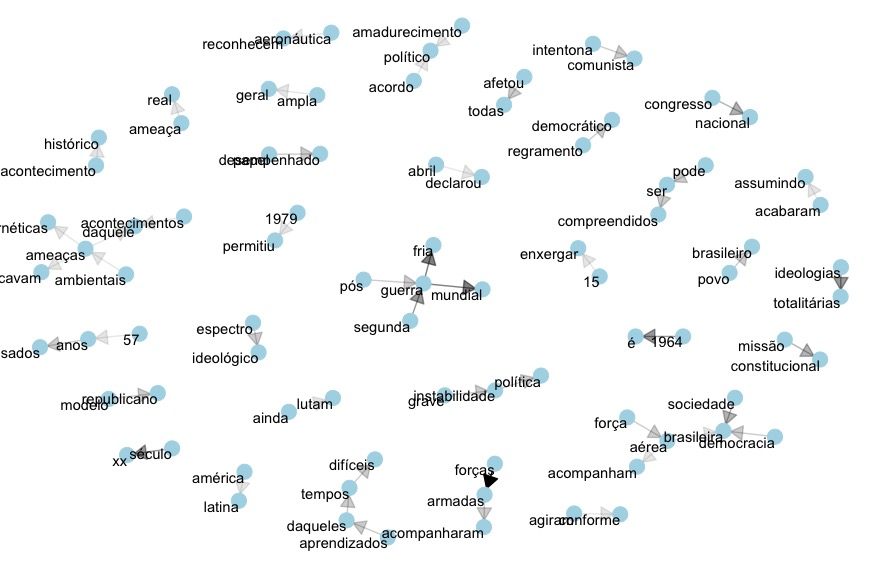 sados
anos
57
cavam
néticas
ameaças
ambientais
daquele
acontecimentos
acontecimento
histórico
ameaça
real
modelo
republicano
xx
século
latina
américa
ideológico
espectro
permitiu
1979
desempenhado
papel
geral
ampla
reconhecem
aeronáutica
ainda
lutam
daqueles
tempos
difíceis
aprendizados
pós
segunda
guerra
fria
mundial
acordo
político
amadurecimento
abril
declarou
acompanharam
armadas
forças
grave
instabilidade
política
todas
afetou
agiram
conforme
acompanham
força
aérea
brasileira
sociedade
democracia
é
1964
enxergar
15
compreendidos
ser
pode
regramento
democrático
intentona
comunista
congresso
nacional
povo
brasileiro
missão
constitucional
totalitárias
ideologias
assumindo
acabaram